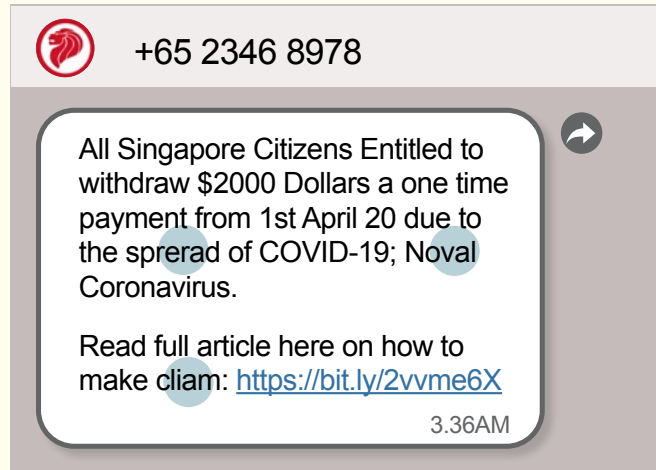 +65 2346 8978
All Singapore Citizens Entitled to
withdraw $2000 Dollars a one time
payment from 1st April 20 due to
the sprerad of COVID-19; Noval
Coronavirus.
Read full article here on how to
make cliam: https://bit.ly/2vvme6X
3.36AM